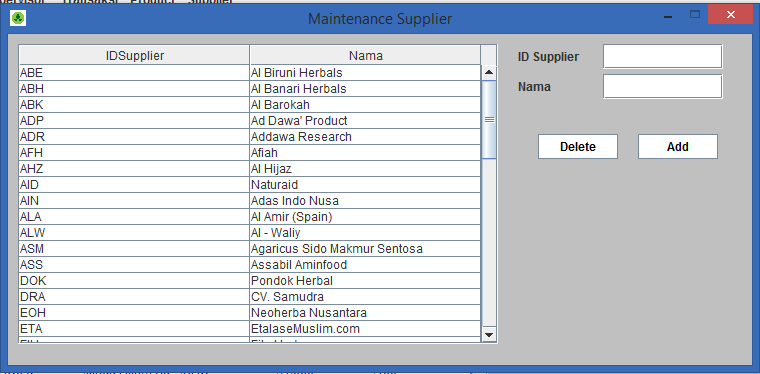 Transaksi Product Supplier
Maintenance Supplier
IDSupplier Nama
ABE Al Biruni Herbals
ABH Al Banari Herbals
ABK Al Barokah
ADP Ad Dawa' Product
ADR Addawa Research
AFH Afiah
AHZ Al Hijaz
AID Naturaid
AIN Adas Indo Nusa
ALA Al Amir (Spain)
ALW Al - Waliy
ASM Agaricus Sido Makmur Sentosa
ASS Assabil Aminfood
DOK Pondok Herbal
DRA CV. Samudra
EOH Neoherba Nusantara
ETA EtalaseMuslim.com
ID Supplier
Nama
Delete Add